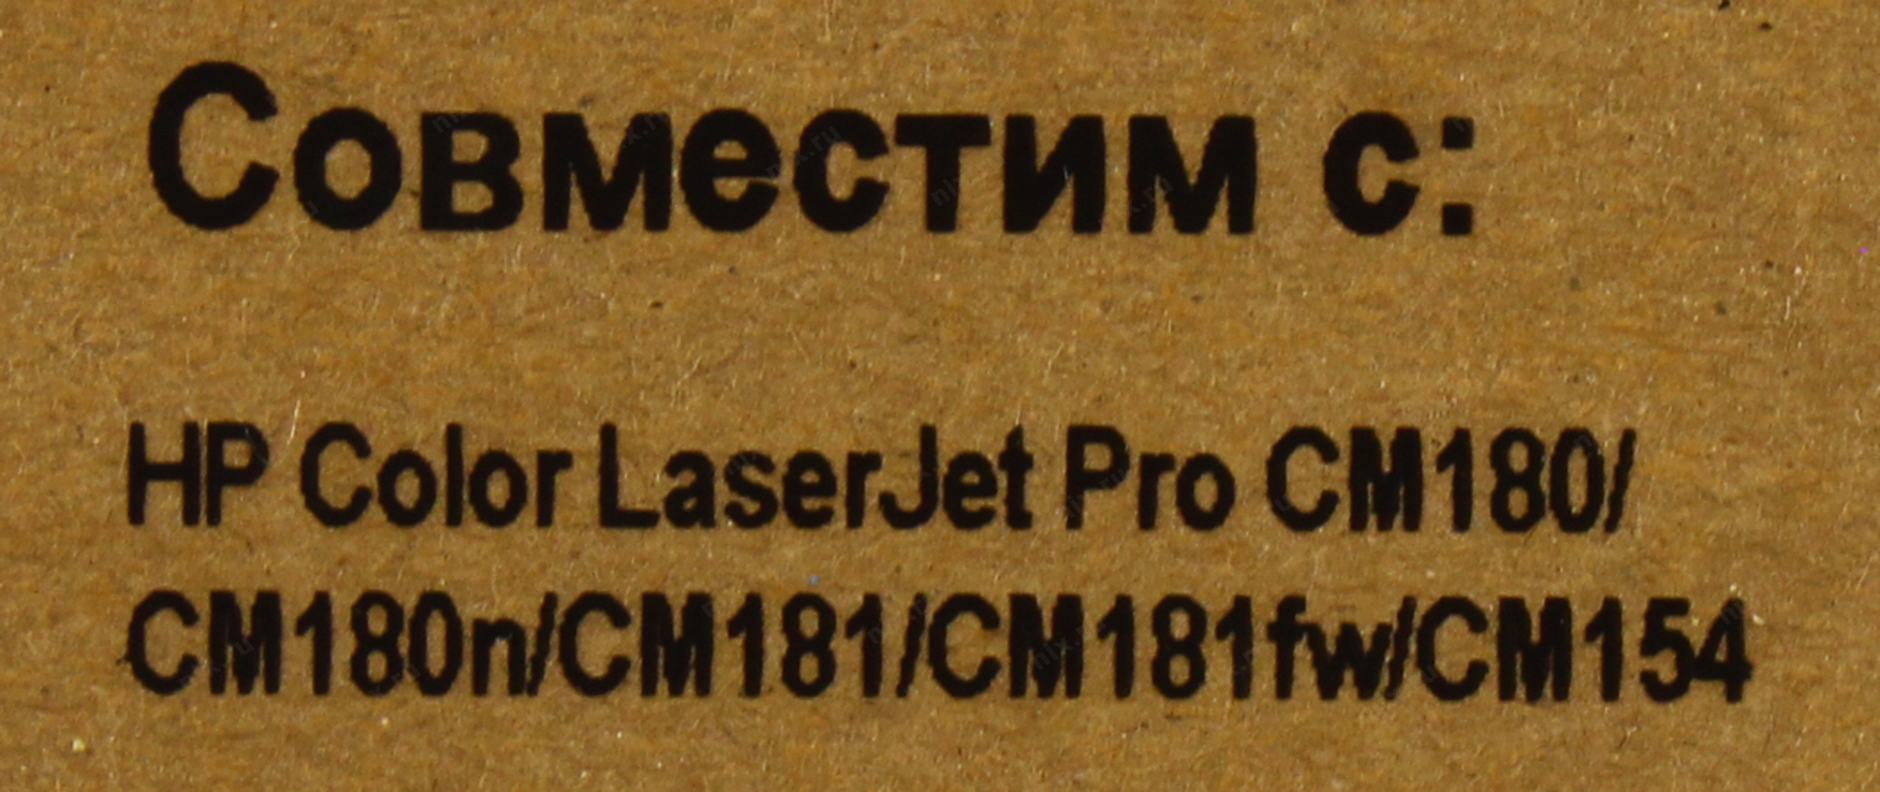 Совместим с:
HP Color LaserJet Pro CM180/
CM180n/CM181/CM181fw/CM154